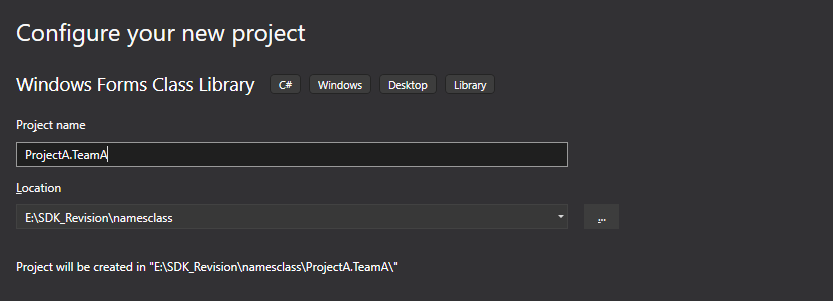 Configure your new project
Windows Forms Class Library C# Windows Desktop Library
Project name
ProjectA.TeamA
Location
E:\SDK_Revision\namesclass ...
Project will be created in "E:\SDK_Revision\namesclass\ProjectA.TeamA\"